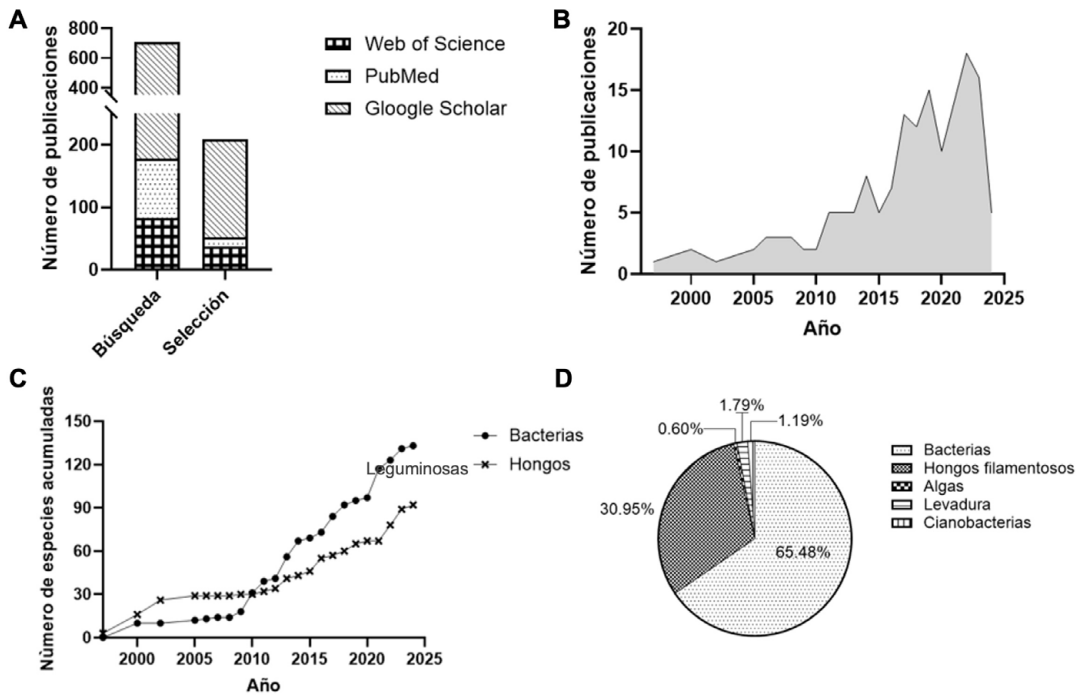 A
Número de publicaciones
800
600
400
200
100
0
Búsqueda
Selección
Web of Science
PubMed
Gloogle Scholar
B
Número de publicaciones
20
15
10
5
0
2000 2005 2010 2015 2020 2025
Año
C
Nùmero de especies acumuladas
150
120
90
60
30
0
2000 2005 2010 2015 2020 2025
Año
Bacterias
Leguminosas
Hongos
D
1.79%
0.60%
1.19%
30.95%
65.48%
Bacterias
Hongos filamentosos
Algas
Levadura
Cianobacterias